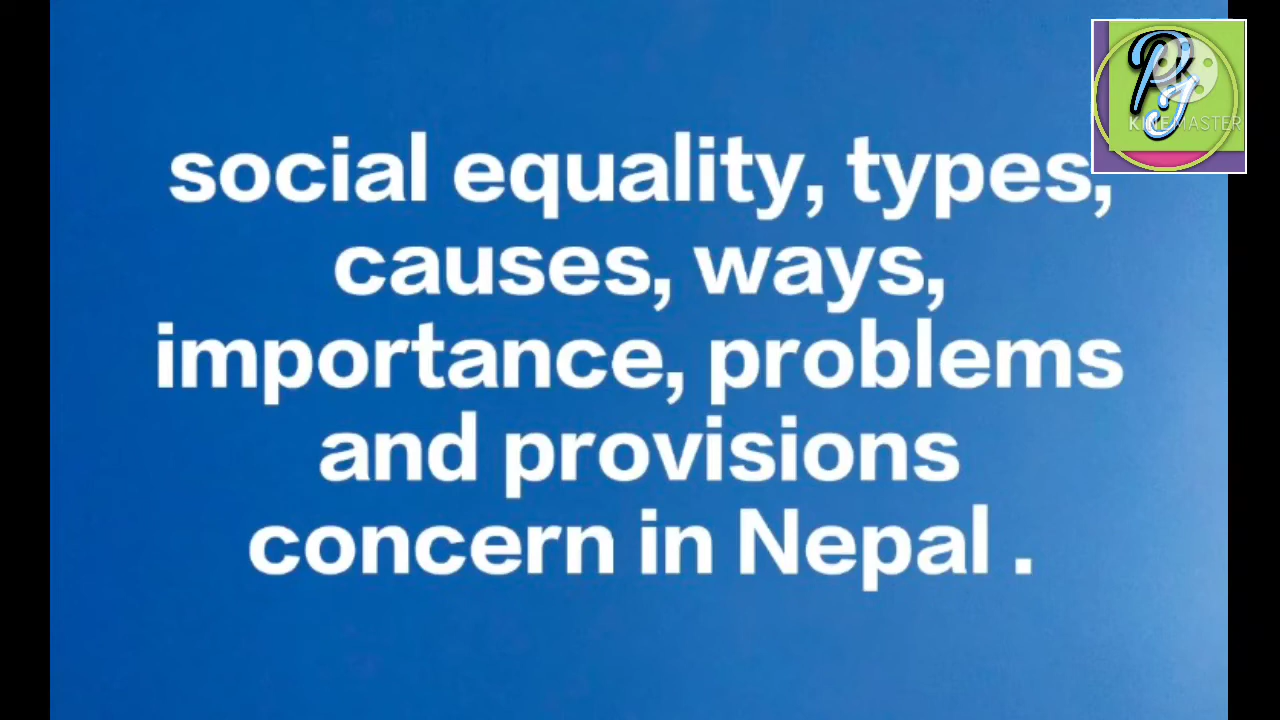 social equality, types,
causes, ways,
importance, problems
and provisions
concern in Nepal .
KINEMASTER